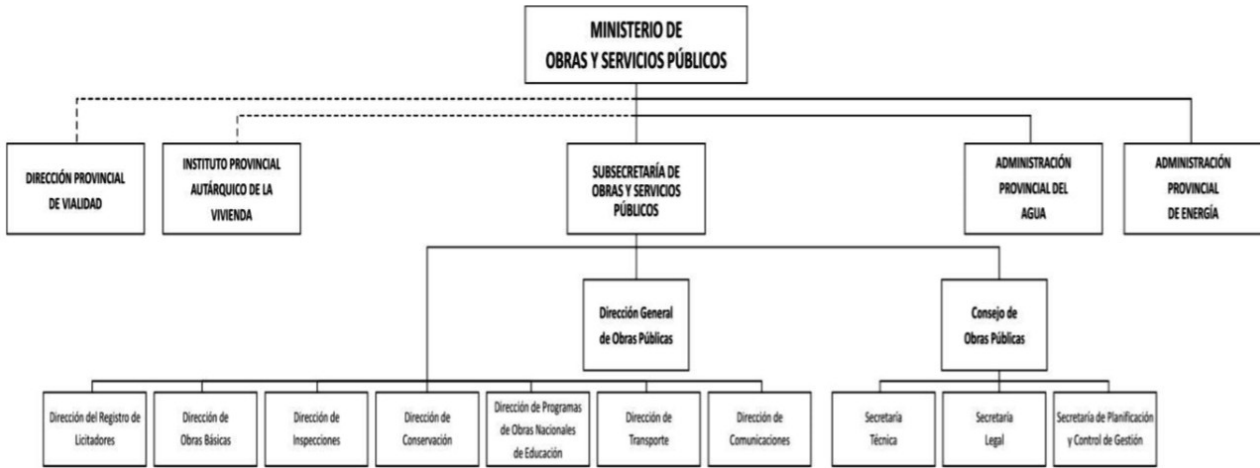 MINISTERIO DE
OBRAS Y SERVICIOS PÚBLICOS
DIRECCIÓN PROVINCIAL
DE VIALIDAD
INSTITUTO PROVINCIAL
AUTÁRQUICO DE LA
VIVIENDA
SUBSECRETARÍA DE
OBRAS Y SERVICIOS
PÚBLICOS
ADMINISTRACIÓN
PROVINCIAL DEL
AGUA
ADMINISTRACIÓN
PROVINCIAL
DE ENERGÍA
Dirección General
de Obras Públicas
Consejo de
Obras Públicas
Dirección del Registro de
Licitadores
Dirección de
Obras Básicas
Dirección de
Inspecciones
Dirección de
Conservación
Dirección de Programas
de Obras Nacionales
de Educación
Dirección de
Transporte
Dirección de
Comunicaciones
Secretaría
Técnica
Secretaría
Legal
Secretaría de Planificación
y Control de Gestión